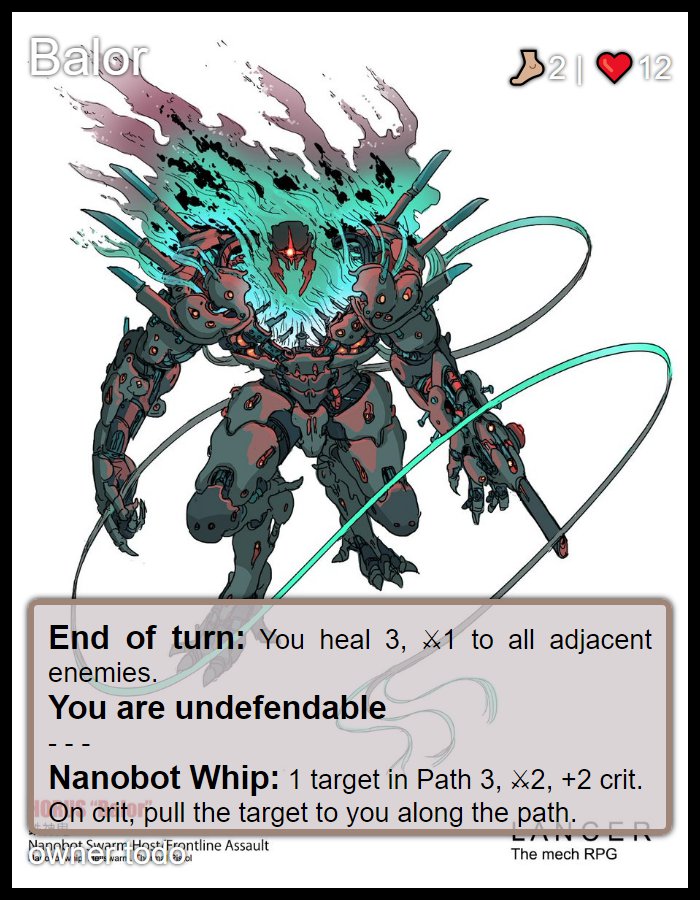 Balor
🦶2 | ❤️12
End of turn: You heal 3, ⚔1 to all adjacent
enemies.
You are undefendable
- - -
Nanobot Whip: 1 target in Path 3, ⚔2, +2 crit.
On crit, pull the target to you along the path.
HORUS "Balor"
LANCER
Nanobot Swarm Host/Frontline Assault
The mech RPG
owner todo